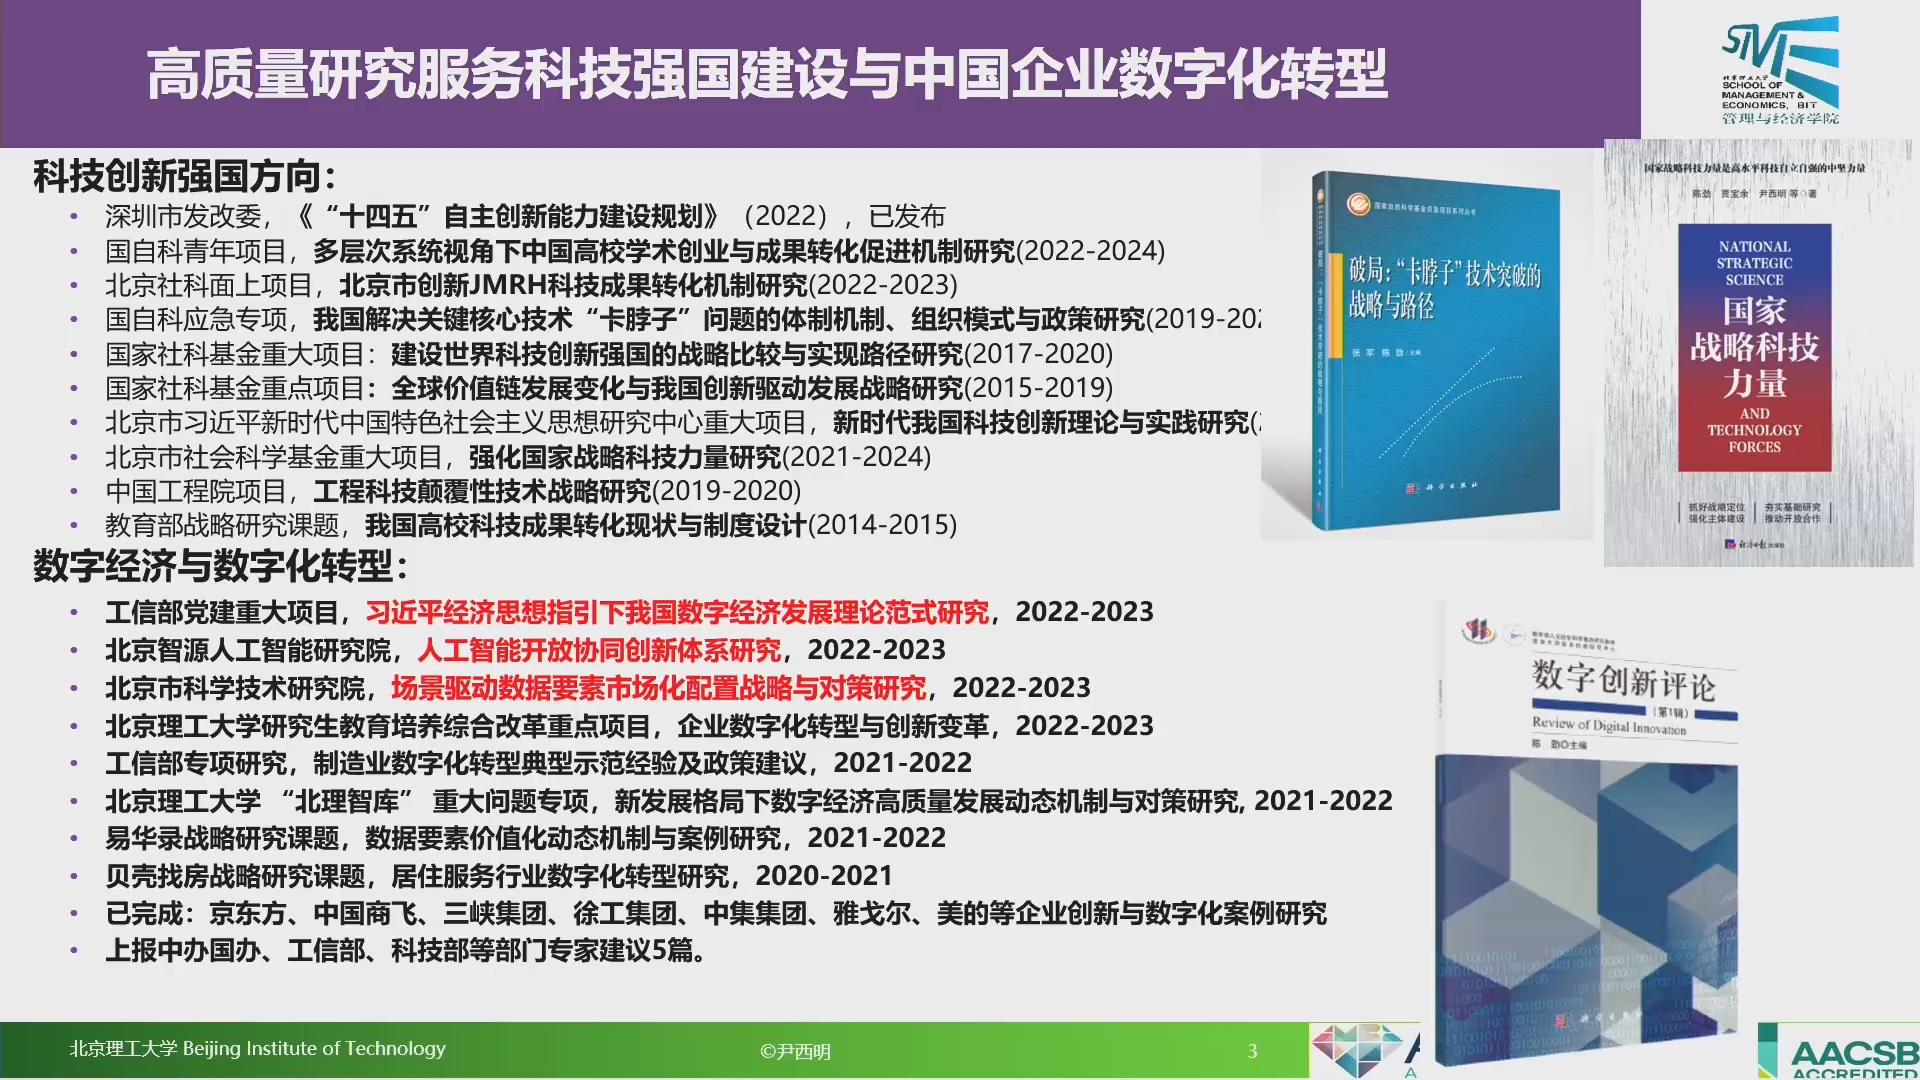 高质量研究服务科技强国建设与中国企业数字化转型
SCHOOL OF
MANAGEMENT &
ECONOMICS, BIT
管理与经济学院
科技创新强国方向：
• 深圳市发改委，《“十四五”自主创新能力建设规划》（2022），已发布
• 国自科青年项目，多层次系统视角下中国高校学术创业与成果转化促进机制研究(2022-2024)
• 北京社科面上项目，北京市创新JMRH科技成果转化机制研究(2022-2023)
• 国自科应急专项，我国解决关键核心技术“卡脖子”问题的体制机制、组织模式与政策研究(2019-202
• 国家社科基金重大项目：建设世界科技创新强国的战略比较与实现路径研究(2017-2020)
• 国家社科基金重点项目：全球价值链发展变化与我国创新驱动发展战略研究(2015-2019)
• 北京市习近平新时代中国特色社会主义思想研究中心重大项目，新时代我国科技创新理论与实践研究(
• 北京市社会科学基金重大项目，强化国家战略科技力量研究(2021-2024)
• 中国工程院项目，工程科技颠覆性技术战略研究(2019-2020)
• 教育部战略研究课题，我国高校科技成果转化现状与制度设计(2014-2015)
数字经济与数字化转型：
• 工信部党建重大项目，习近平经济思想指引下我国数字经济发展理论范式研究，2022-2023
• 北京智源人工智能研究院，人工智能开放协同创新体系研究，2022-2023
• 北京市科学技术研究院，场景驱动数据要素市场化配置战略与对策研究，2022-2023
• 北京理工大学研究生教育培养综合改革重点项目，企业数字化转型与创新变革，2022-2023
• 工信部专项研究，制造业数字化转型典型示范经验及政策建议，2021-2022
• 北京理工大学 “北理智库” 重大问题专项，新发展格局下数字经济高质量发展动态机制与对策研究, 2021-2022
• 易华录战略研究课题，数据要素价值化动态机制与案例研究，2021-2022
• 贝壳找房战略研究课题，居住服务行业数字化转型研究，2020-2021
• 已完成：京东方、中国商飞、三峡集团、徐工集团、中集集团、雅戈尔、美的等企业创新与数字化案例研究
• 上报中办国办、工信部、科技部等部门专家建议5篇。
国家自然科学基金应急项目系列丛书
破局：“卡脖子”技术突破的
战略与路径
张 军 陈 劲 主编
科学出版社
国家战略科技力量是高水平科技自立自强的中坚力量
陈劲 贾宝余 尹西明 等◎著
NATIONAL
STRATEGIC
SCIENCE
国家
战略科技
力量
AND
TECHNOLOGY
FORCES
抓好战略定位 夯实基础研究
强化主体建设 推动开放合作
经济日报出版社
数字创新评论
（第1辑）
Review of Digital Innovation
陈 劲◎主编
科学出版社
北京理工大学 Beijing Institute of Technology
©尹西明
3
AACSB
ACCREDITED